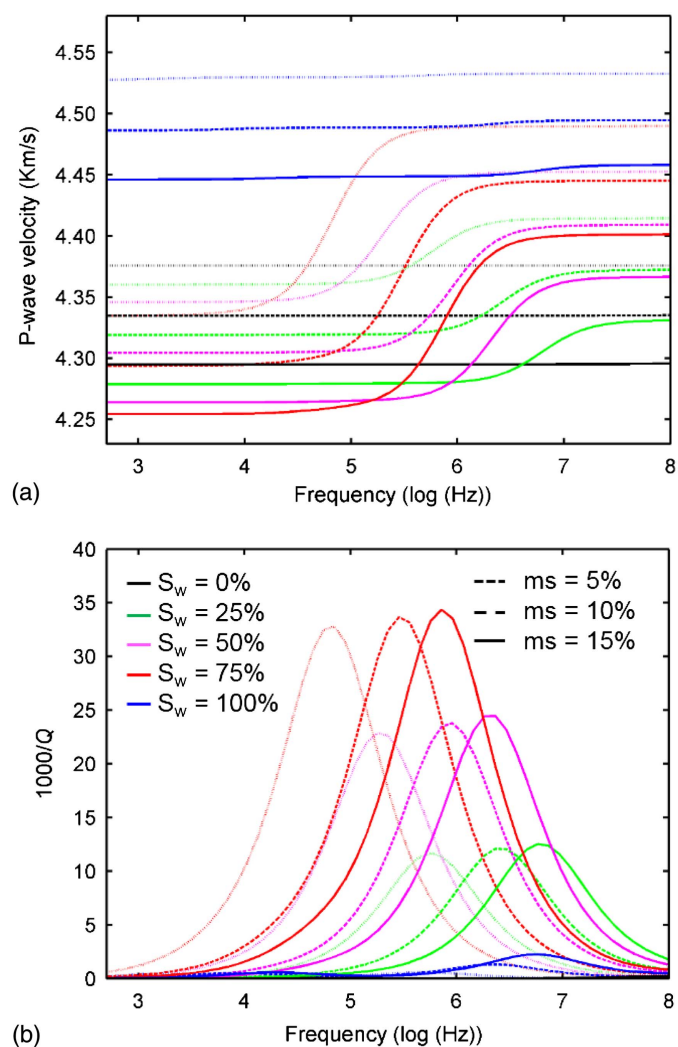 4.55
4.50
4.45
4.40
4.35
4.30
4.25
P-wave velocity (Km/s)
3 4 5 6 7 8
Frequency (log (Hz))
(a)
40
35
30
25
20
15
10
5
0
1000/Q
S_w = 0%
S_w = 25%
S_w = 50%
S_w = 75%
S_w = 100%
ms = 5%
ms = 10%
ms = 15%
3 4 5 6 7 8
Frequency (log (Hz))
(b)